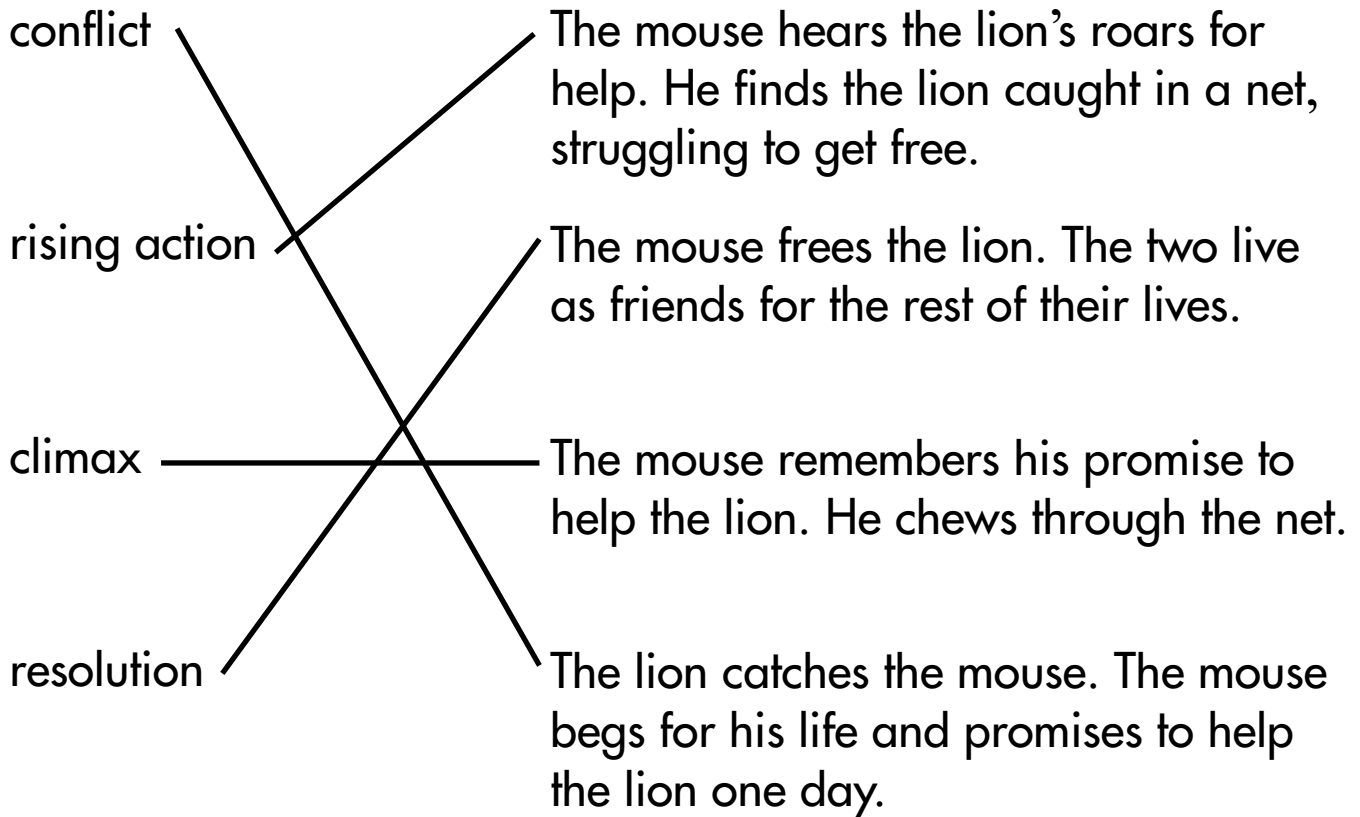 conflict
The mouse hears the lion’s roars for
help. He finds the lion caught in a net,
struggling to get free.
rising action
The mouse frees the lion. The two live
as friends for the rest of their lives.
climax
The mouse remembers his promise to
help the lion. He chews through the net.
resolution
The lion catches the mouse. The mouse
begs for his life and promises to help
the lion one day.